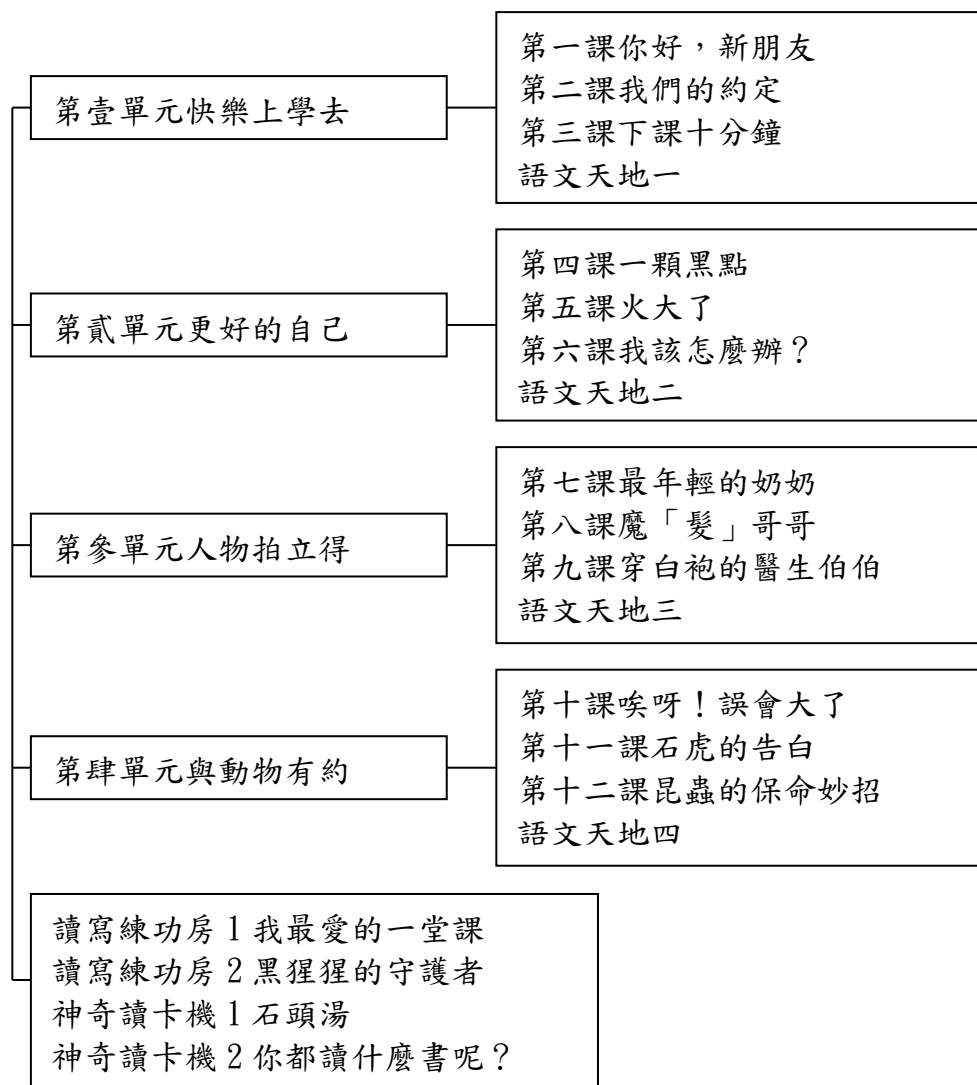 第壹單元快樂上學去
第一課你好，新朋友
第二課我們的約定
第三課下課十分鐘
語文天地一
第貳單元更好的自己
第四課一顆黑點
第五課火大了
第六課我該怎麼辦？
語文天地二
第參單元人物拍立得
第七課最年輕的奶奶
第八課魔「髮」哥哥
第九課穿白袍的醫生伯伯
語文天地三
第肆單元與動物有約
第十課唉呀！誤會大了
第十一課石虎的告白
第十二課昆蟲的保命妙招
語文天地四
讀寫練功房1我最愛的一堂課
讀寫練功房2黑猩猩的守護者
神奇讀卡機1石頭湯
神奇讀卡機2你都讀什麼書呢？